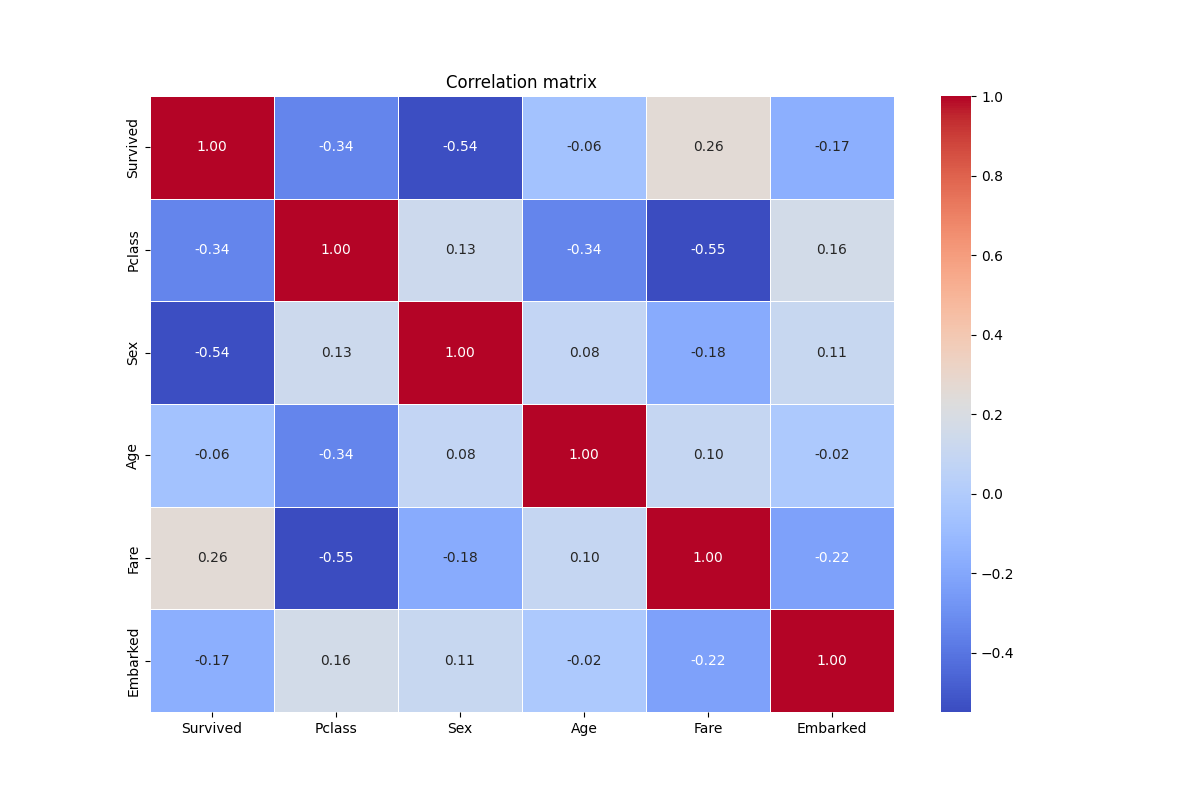 Correlation matrix
Survived 1.00 -0.34 -0.54 -0.06 0.26 -0.17
Pclass -0.34 1.00 0.13 -0.34 -0.55 0.16
Sex -0.54 0.13 1.00 0.08 -0.18 0.11
Age -0.06 -0.34 0.08 1.00 0.10 -0.02
Fare 0.26 -0.55 -0.18 0.10 1.00 -0.22
Embarked -0.17 0.16 0.11 -0.02 -0.22 1.00
Survived Pclass Sex Age Fare Embarked
1.0
0.8
0.6
0.4
0.2
0.0
−0.2
−0.4